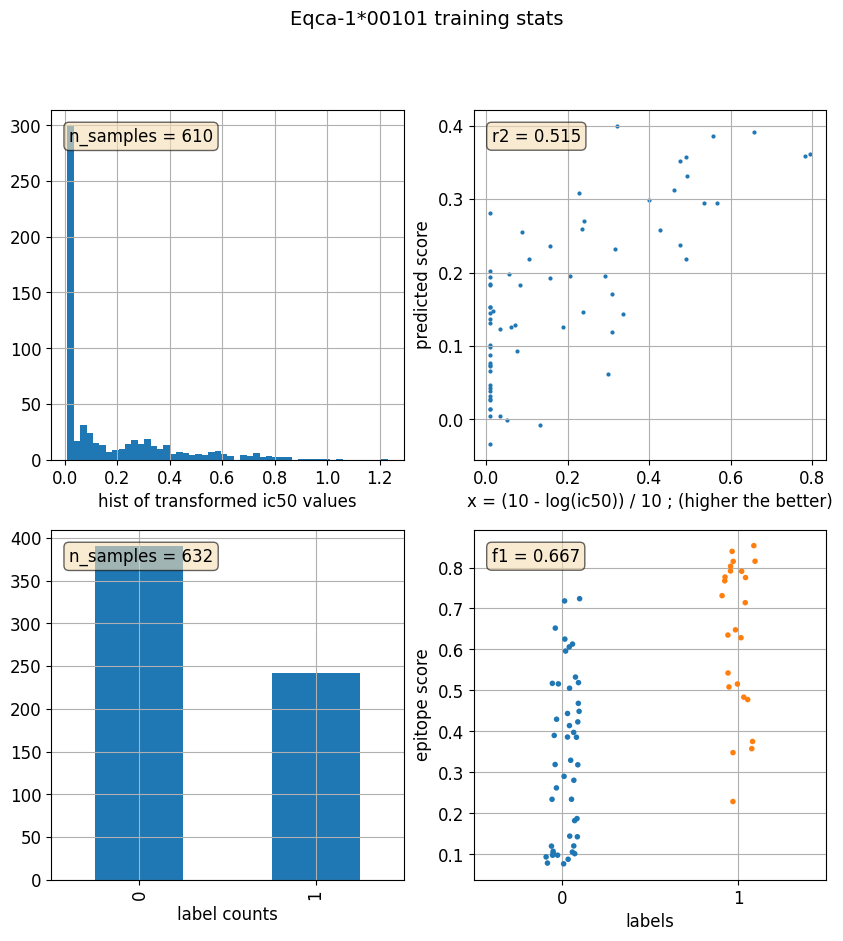 Eqca-1*00101 training stats
n_samples = 610
300
250
200
150
100
50
0
0.0 0.2 0.4 0.6 0.8 1.0 1.2
hist of transformed ic50 values
r2 = 0.515
predicted score
0.4
0.3
0.2
0.1
0.0
0.0 0.2 0.4 0.6 0.8
x = (10 - log(ic50)) / 10 ; (higher the better)
n_samples = 632
400
350
300
250
200
150
100
50
0
0 1
label counts
f1 = 0.667
epitope score
0.8
0.7
0.6
0.5
0.4
0.3
0.2
0.1
0 1
labels